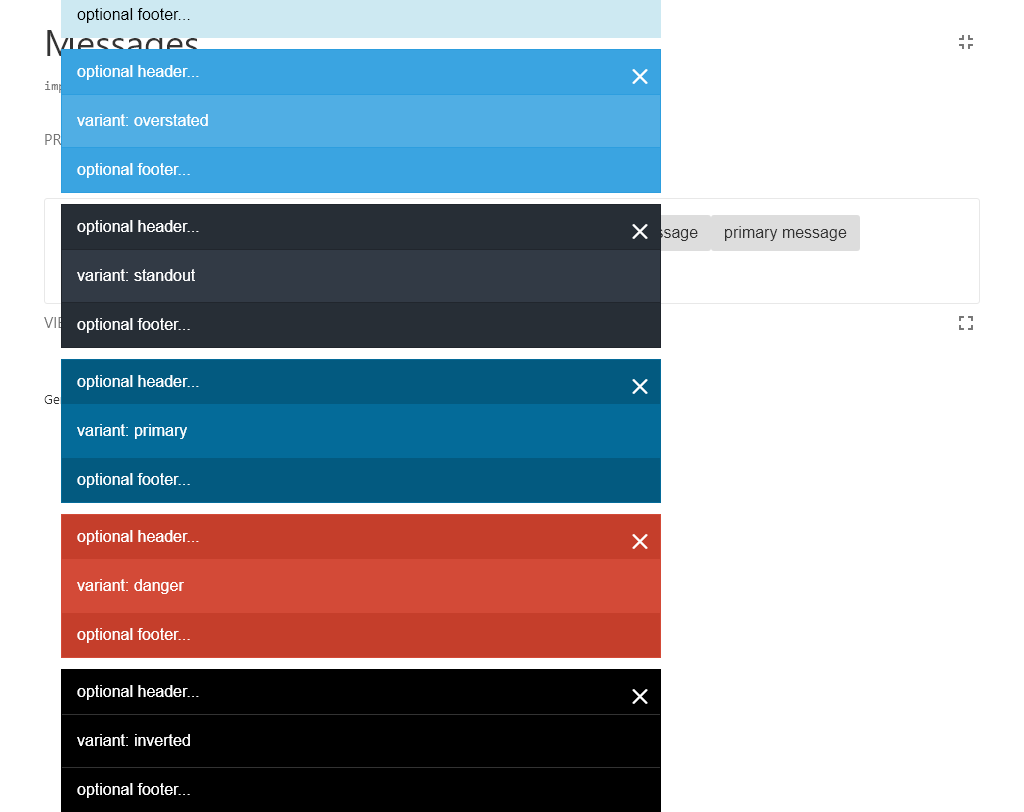 optional footer...
Messages
optional header...
imp
variant: overstated
PR
optional footer...
optional header...
ssage
primary message
variant: standout
optional footer...
VIE
optional header...
Gen
variant: primary
optional footer...
optional header...
variant: danger
optional footer...
optional header...
variant: inverted
optional footer...